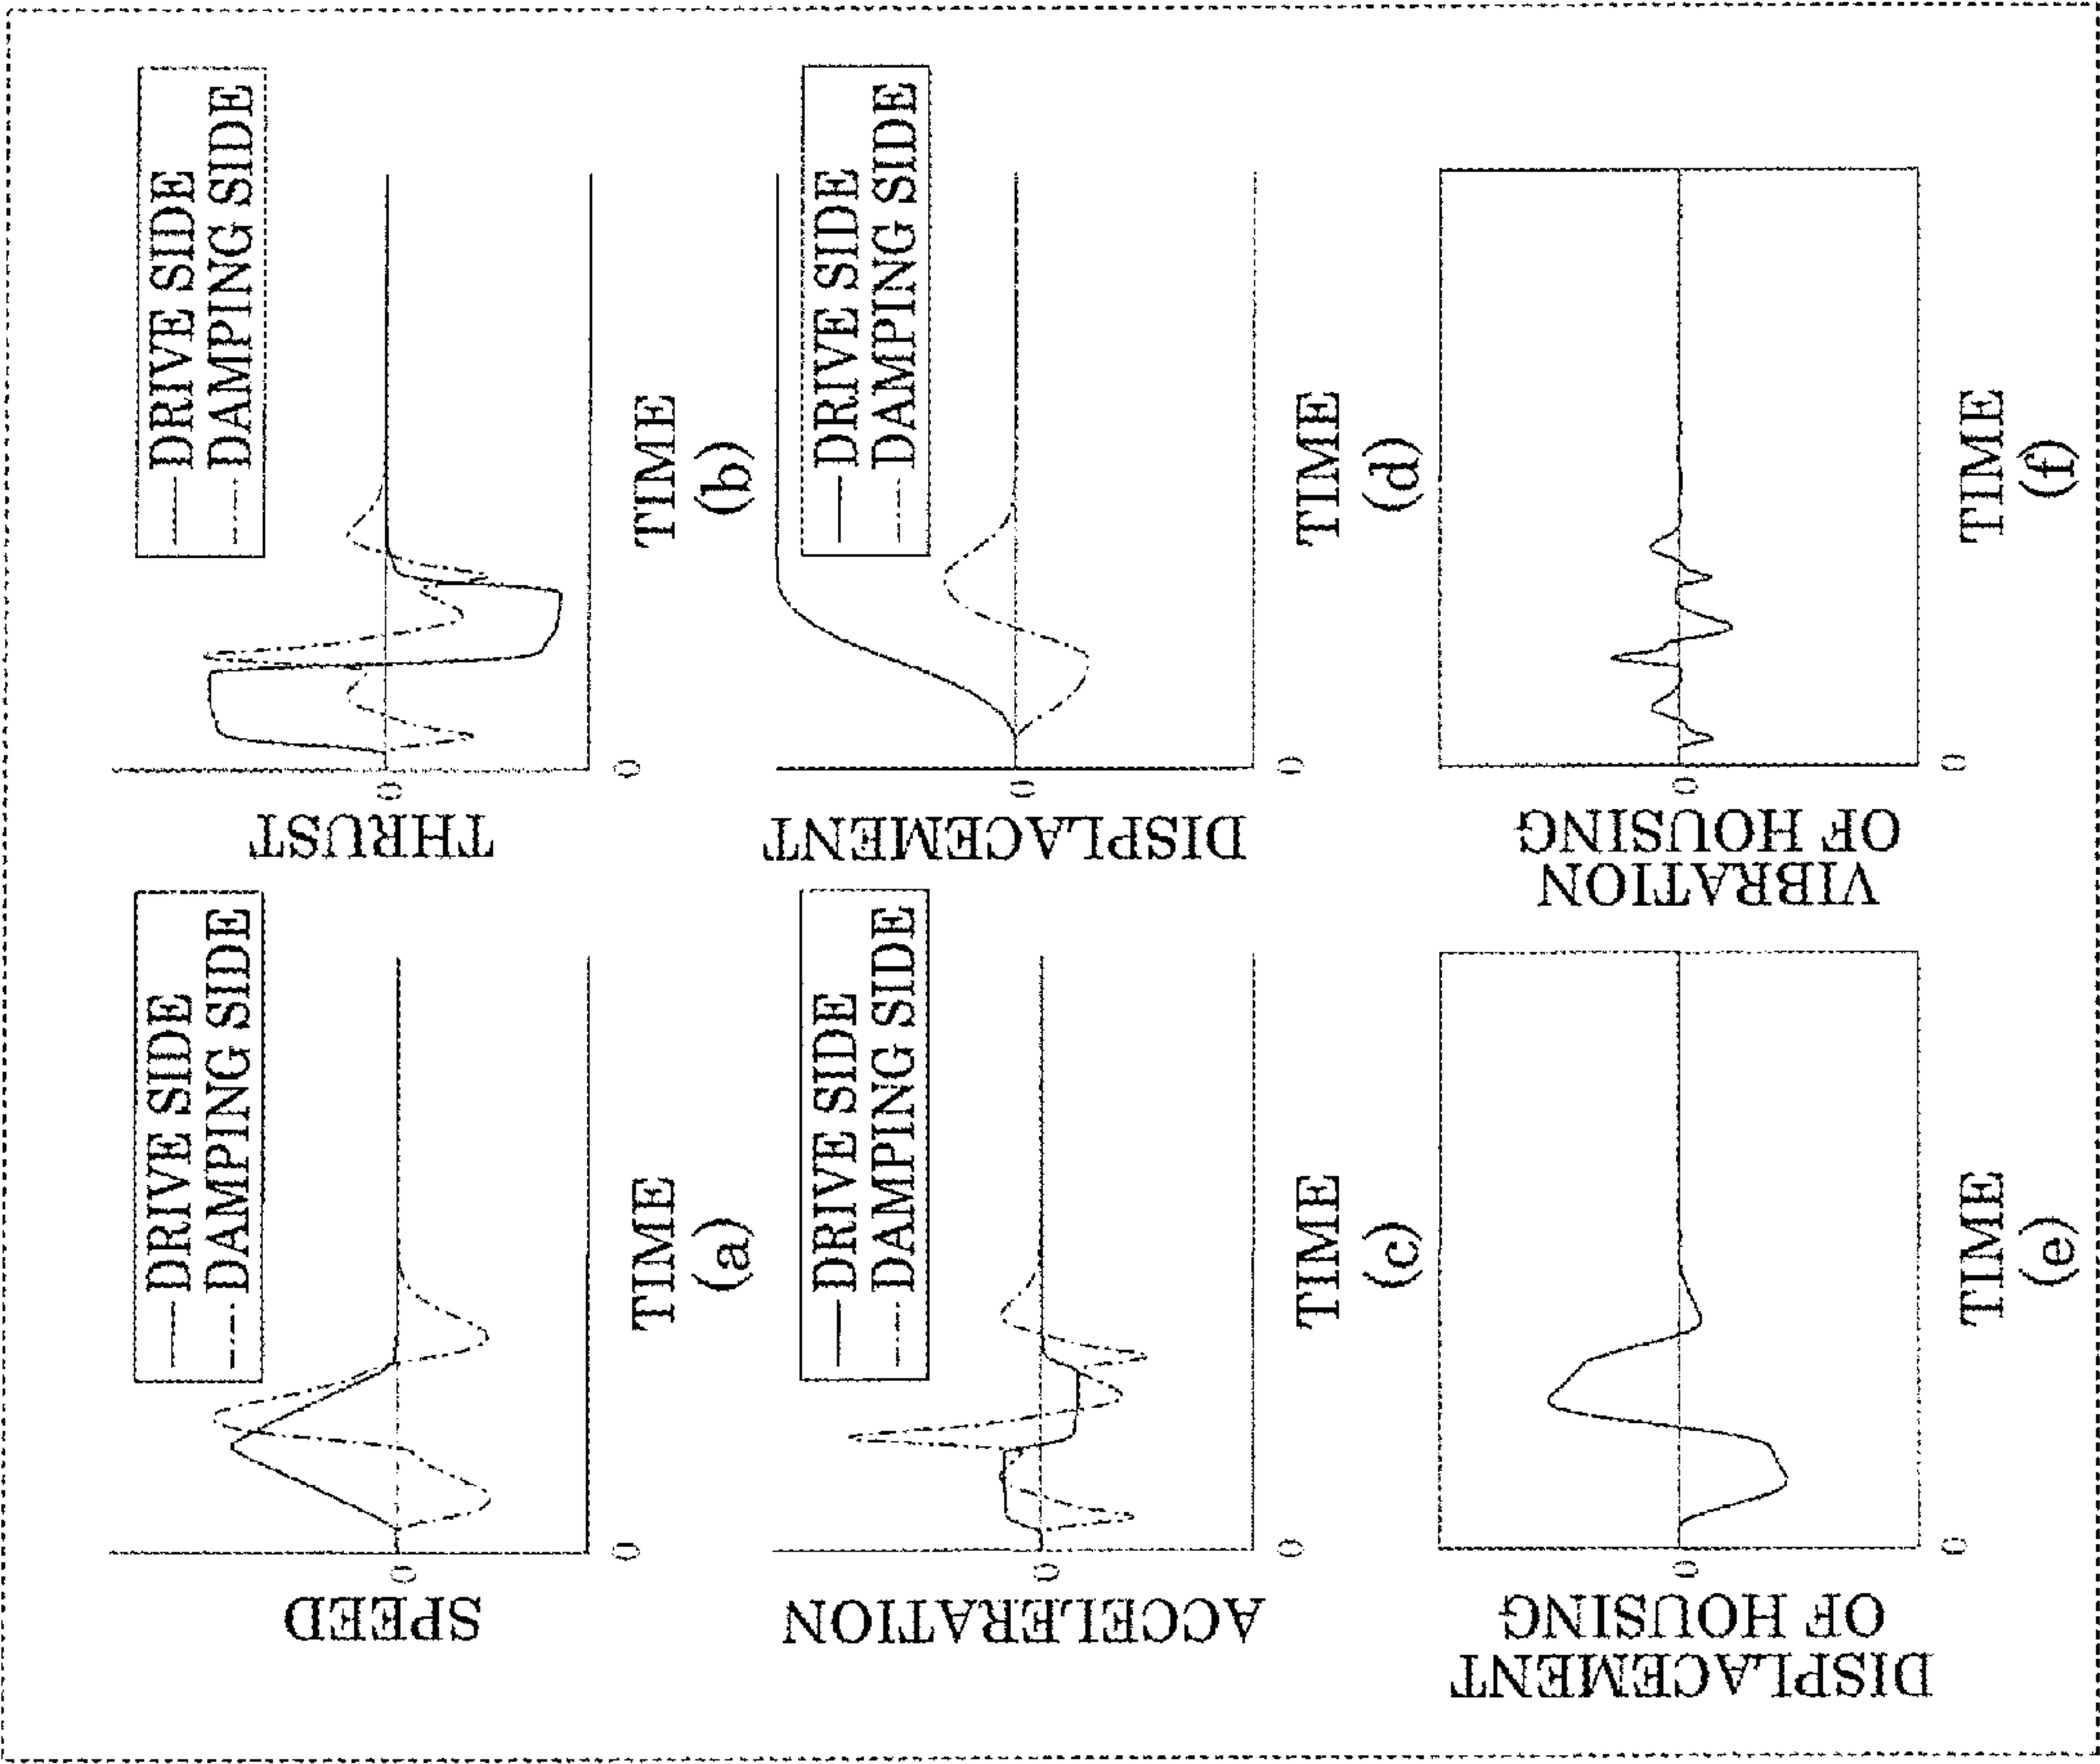 SPEED
0
DRIVE SIDE
DAMPING SIDE
0
TIME
(a)
THRUST
0
DRIVE SIDE
DAMPING SIDE
0
TIME
(b)
ACCELERATION
0
DRIVE SIDE
DAMPING SIDE
0
TIME
(c)
DISPLACEMENT
0
DRIVE SIDE
DAMPING SIDE
0
TIME
(d)
DISPLACEMENT
OF HOUSING
0
0
TIME
(e)
VIBRATION
OF HOUSING
0
0
TIME
(f)